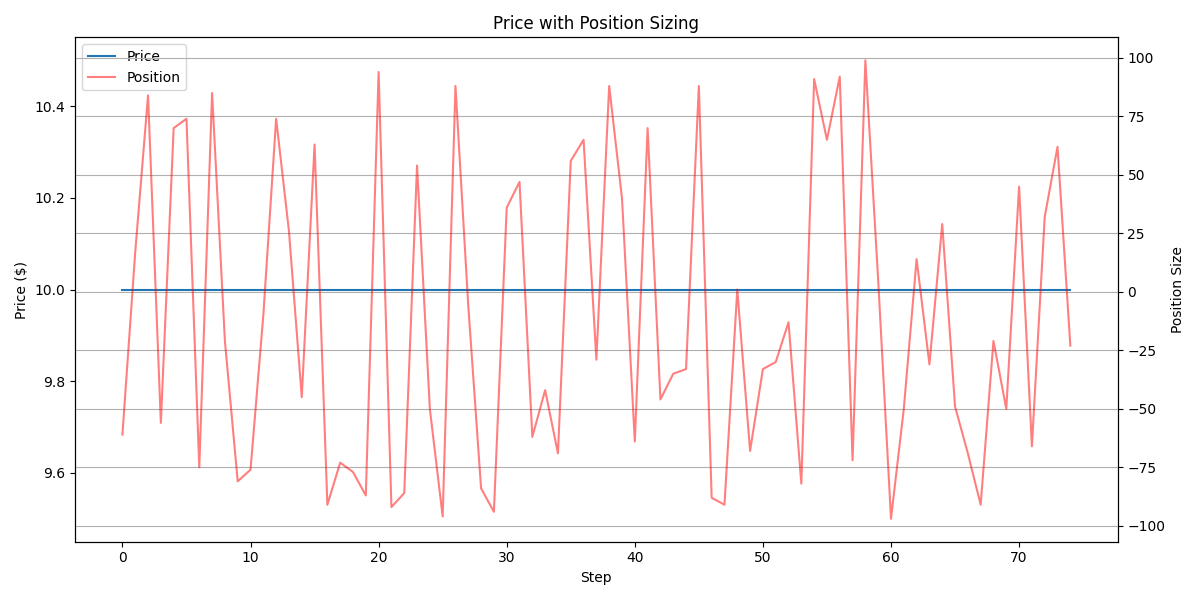 Price with Position Sizing
Price
Position
Price ($)
10.4
10.2
10.0
9.8
9.6
100
75
50
25
0
−25
−50
−75
−100
Position Size
0 10 20 30 40 50 60 70
Step